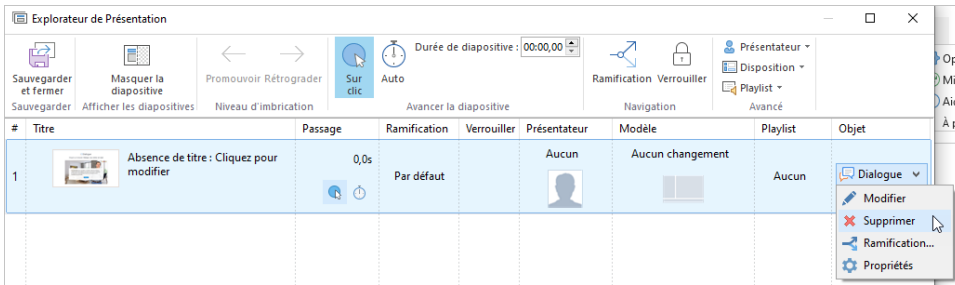 Explorateur de Présentation
Sauvegarder et fermer
Masquer la diapositive
Promouvoir Rétrograder
Sur clic
Auto
Durée de diapositive : 00:00,00
Ramification Verrouiller
Présentateur
Disposition
Playlist
Sauvegarder Afficher les diapositives Niveau d'imbrication Avancer la diapositive Navigation Avancé
# Titre Passage Ramification Verrouiller Présentateur Modèle Playlist Objet
1
Absence de titre : Cliquez pour
modifier
0,0s
Par défaut
Aucun
Aucun changement
Aucun
Dialogue
Modifier
Supprimer
Ramification...
Propriétés
Op
Mi
Aid
À p